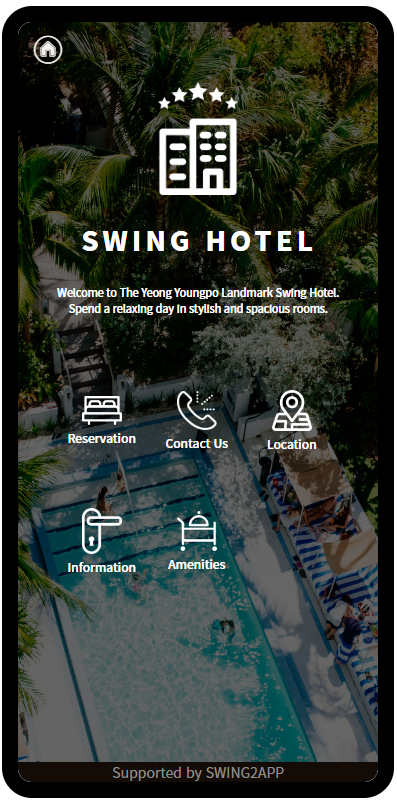 SWING HOTEL
Welcome to The Yeong Youngpo Landmark Swing Hotel.
Spend a relaxing day in stylish and spacious rooms.
Reservation
Contact Us
Location
Information
Amenities
Supported by SWING2APP